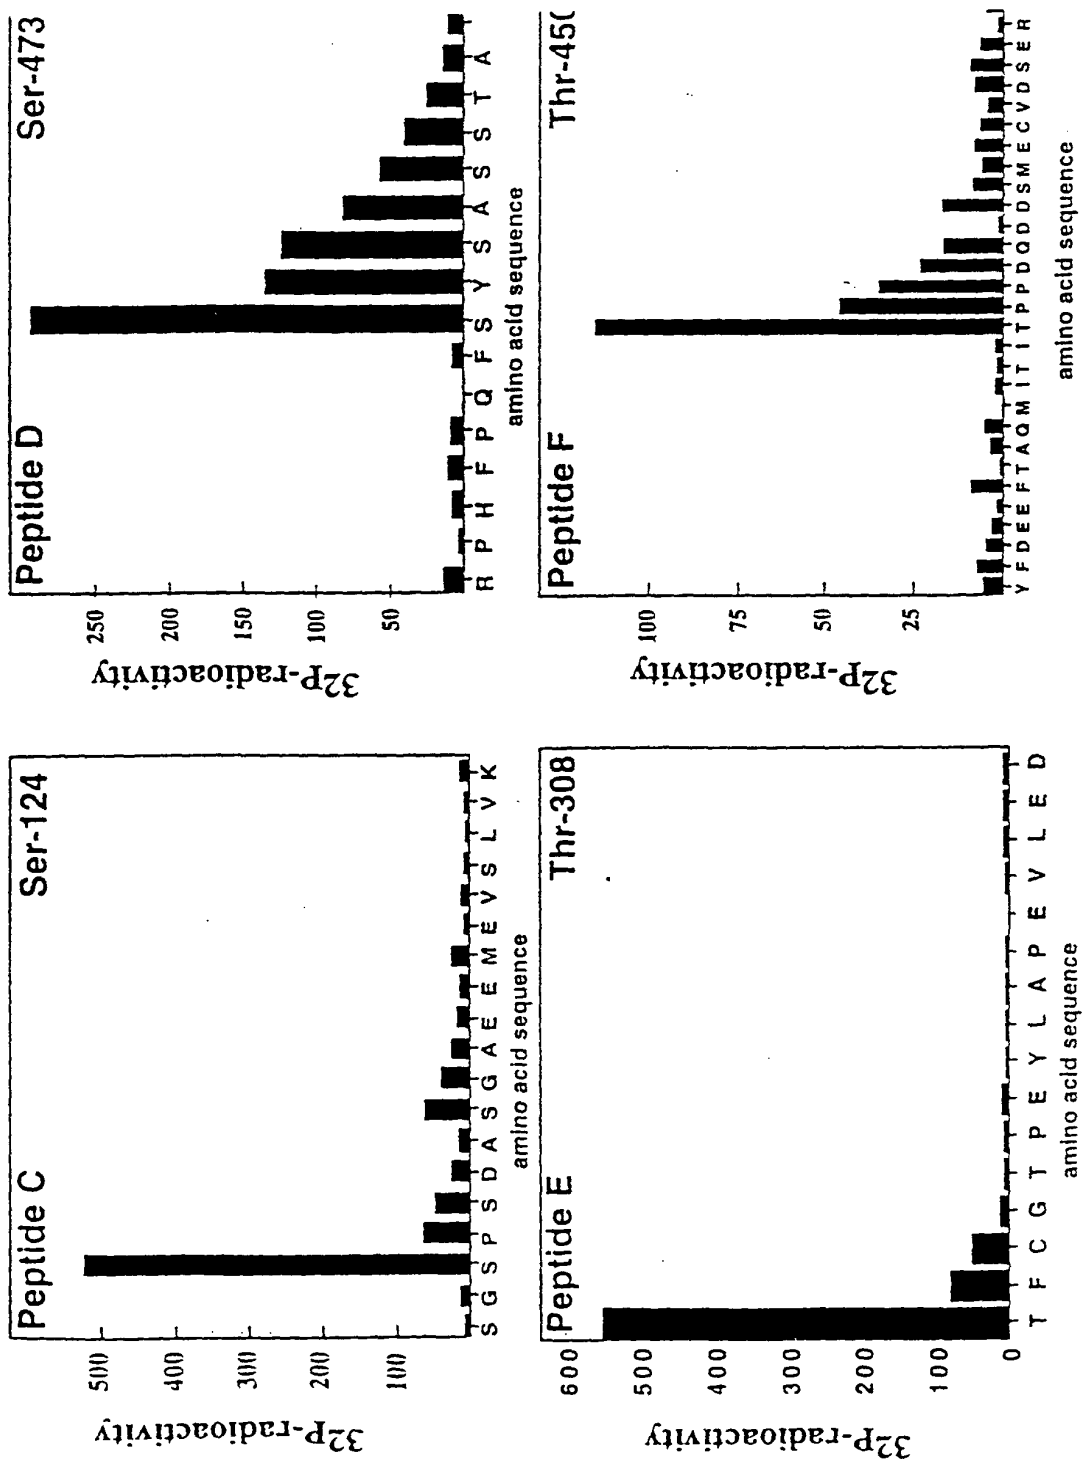 Peptide C
Ser-124
500
400
300
200
100
32P-radioactivity
S G S P S D A S G A E E M E V S L V K
amino acid sequence
Peptide D
Ser-473
250
200
150
100
50
32P-radioactivity
R P H F P Q F S Y S A S S T A
amino acid sequence
Peptide E
Thr-308
600
500
400
300
200
100
0
32P-radioactivity
T F C G T P E Y L A P E V L E D
amino acid sequence
Peptide F
Thr-45(
100
75
50
25
32P-radioactivity
Y F D E E F T A Q M I T I T P P D Q D D S M E C V D S E R
amino acid sequence